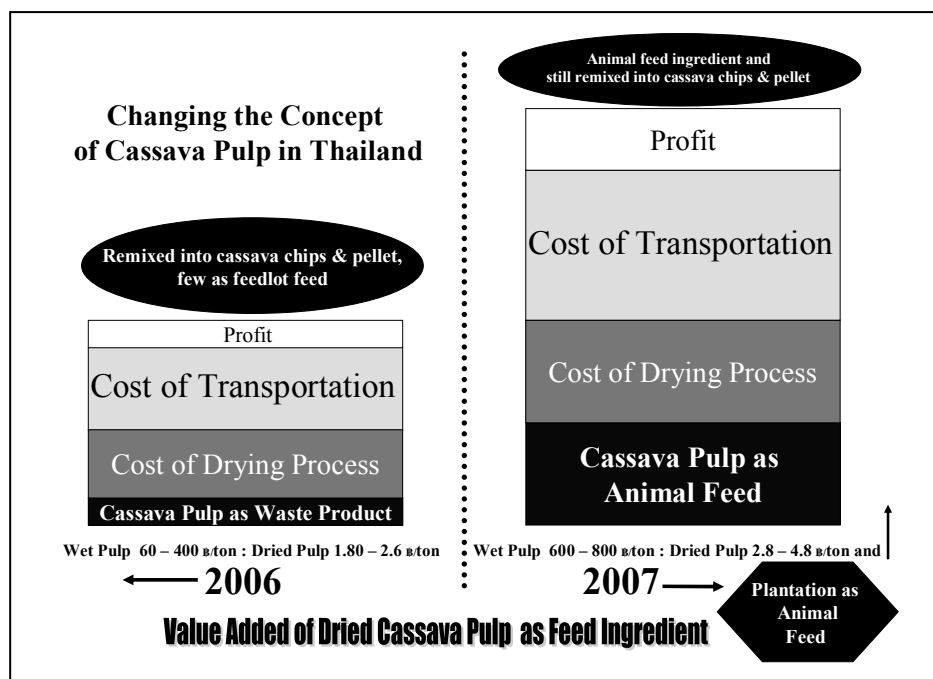 Changing the Concept
of Cassava Pulp in Thailand
Remixed into cassava chips & pellet,
few as feedlot feed
Profit
Cost of Transportation
Cost of Drying Process
Cassava Pulp as Waste Product
Wet Pulp 60 – 400 ฿/ton : Dried Pulp 1.80 – 2.6 ฿/ton
2006
Animal feed ingredient and
still remixed into cassava chips & pellet
Profit
Cost of Transportation
Cost of Drying Process
Cassava Pulp as
Animal Feed
Wet Pulp 600 – 800 ฿/ton : Dried Pulp 2.8 – 4.8 ฿/ton and
2007
Plantation as
Animal
Feed
Value Added of Dried Cassava Pulp as Feed Ingredient